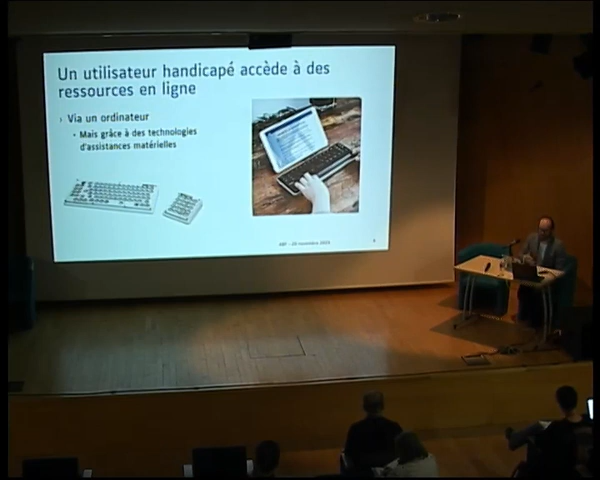 Un utilisateur handicapé accède à des
ressources en ligne
Via un ordinateur
Mais grâce à des technologies
d'assistances matérielles